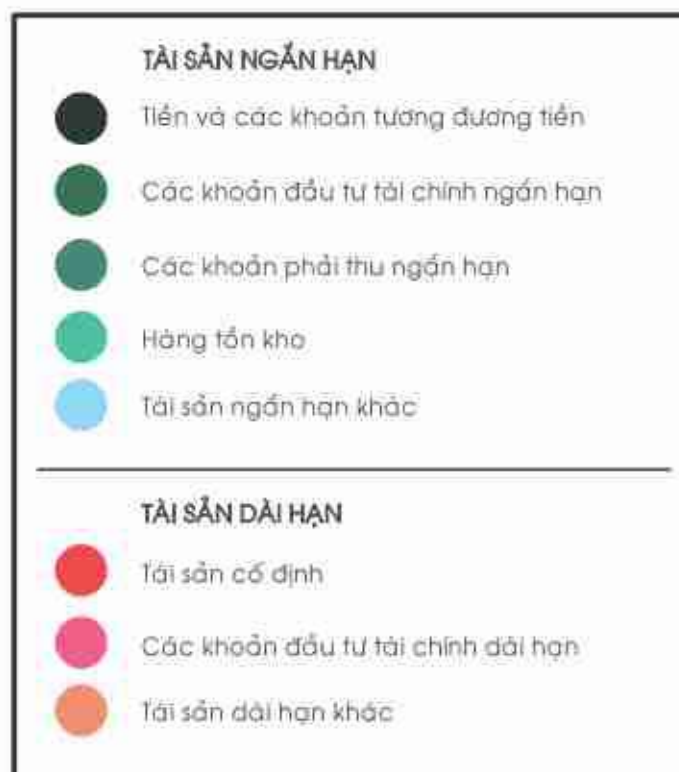 TÀI SẢN NGẮN HẠN
Tiền và các khoản tương đương tiền
Các khoản đầu tư tài chính ngắn hạn
Các khoản phải thu ngắn hạn
Hàng tồn kho
Tài sản ngắn hạn khác
TÀI SẢN DÀI HẠN
Tài sản cố định
Các khoản đầu tư tài chính dài hạn
Tài sản dài hạn khác